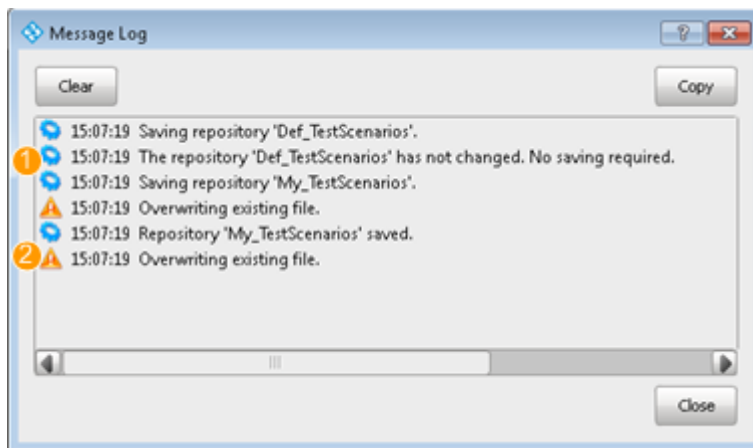 Message Log
Clear
Copy
15:07:19 Saving repository 'Def_TestScenarios'.
1 15:07:19 The repository 'Def_TestScenarios' has not changed. No saving required.
15:07:19 Saving repository 'My_TestScenarios'.
15:07:19 Overwriting existing file.
15:07:19 Repository 'My_TestScenarios' saved.
2 15:07:19 Overwriting existing file.
Close